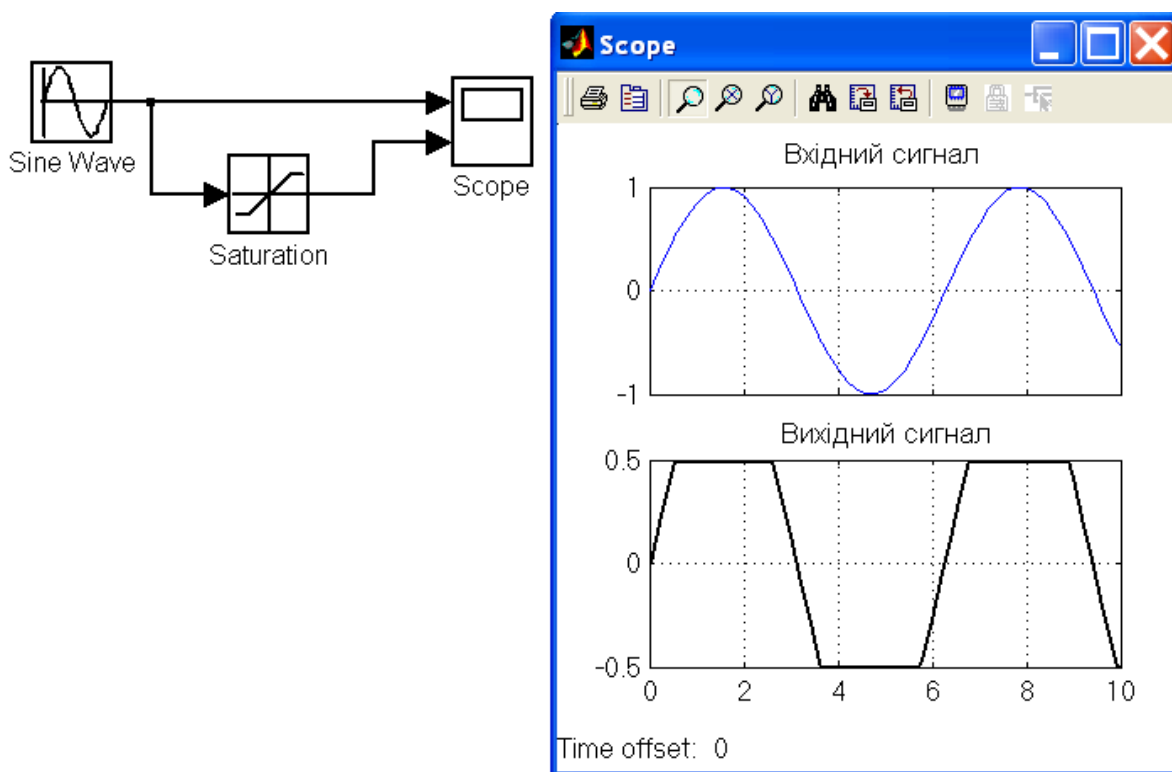 Sine Wave
Saturation
Scope
Scope
Вхідний сигнал
1
0
-1
Вихідний сигнал
0.5
0
-0.5
0 2 4 6 8 10
Time offset: 0